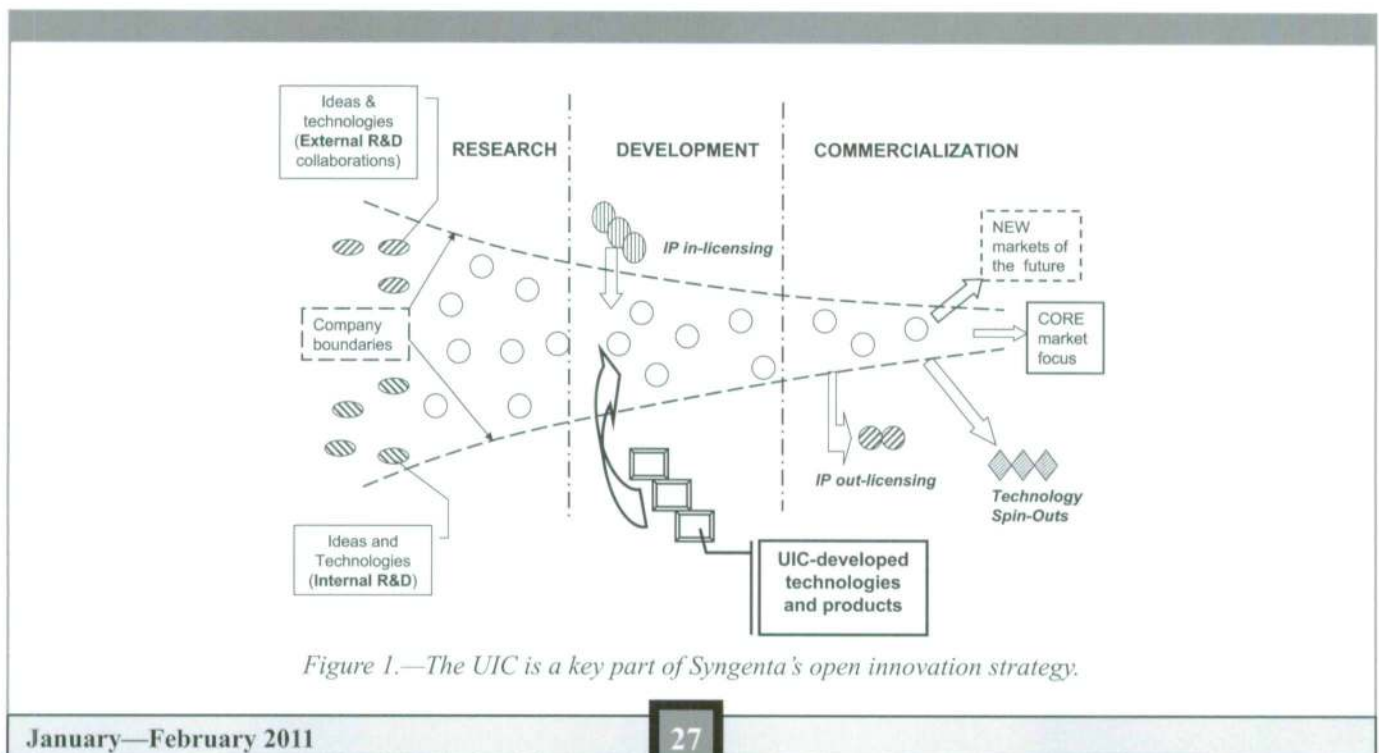 Ideas &
technologies
(External R&D
collaborations)
RESEARCH
DEVELOPMENT
COMMERCIALIZATION
IP in-licensing
NEW
markets of
the future
Company
boundaries
CORE
market
focus
IP out-licensing
Technology
Spin-Outs
Ideas and
Technologies
(Internal R&D)
UIC-developed
technologies
and products
Figure 1.—The UIC is a key part of Syngenta's open innovation strategy.
January—February 2011
27